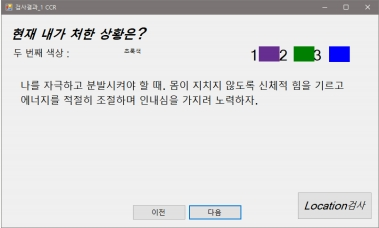 검사결과_1 CCR
현재 내가 처한 상황은?
두 번째 색상 : 초록색
1 2 3
나를 자극하고 분발시켜야 할 때. 몸이 지치지 않도록 신체적 힘을 기르고
에너지를 적절히 조절하며 인내심을 가지려 노력하자.
이전 다음
Location검사